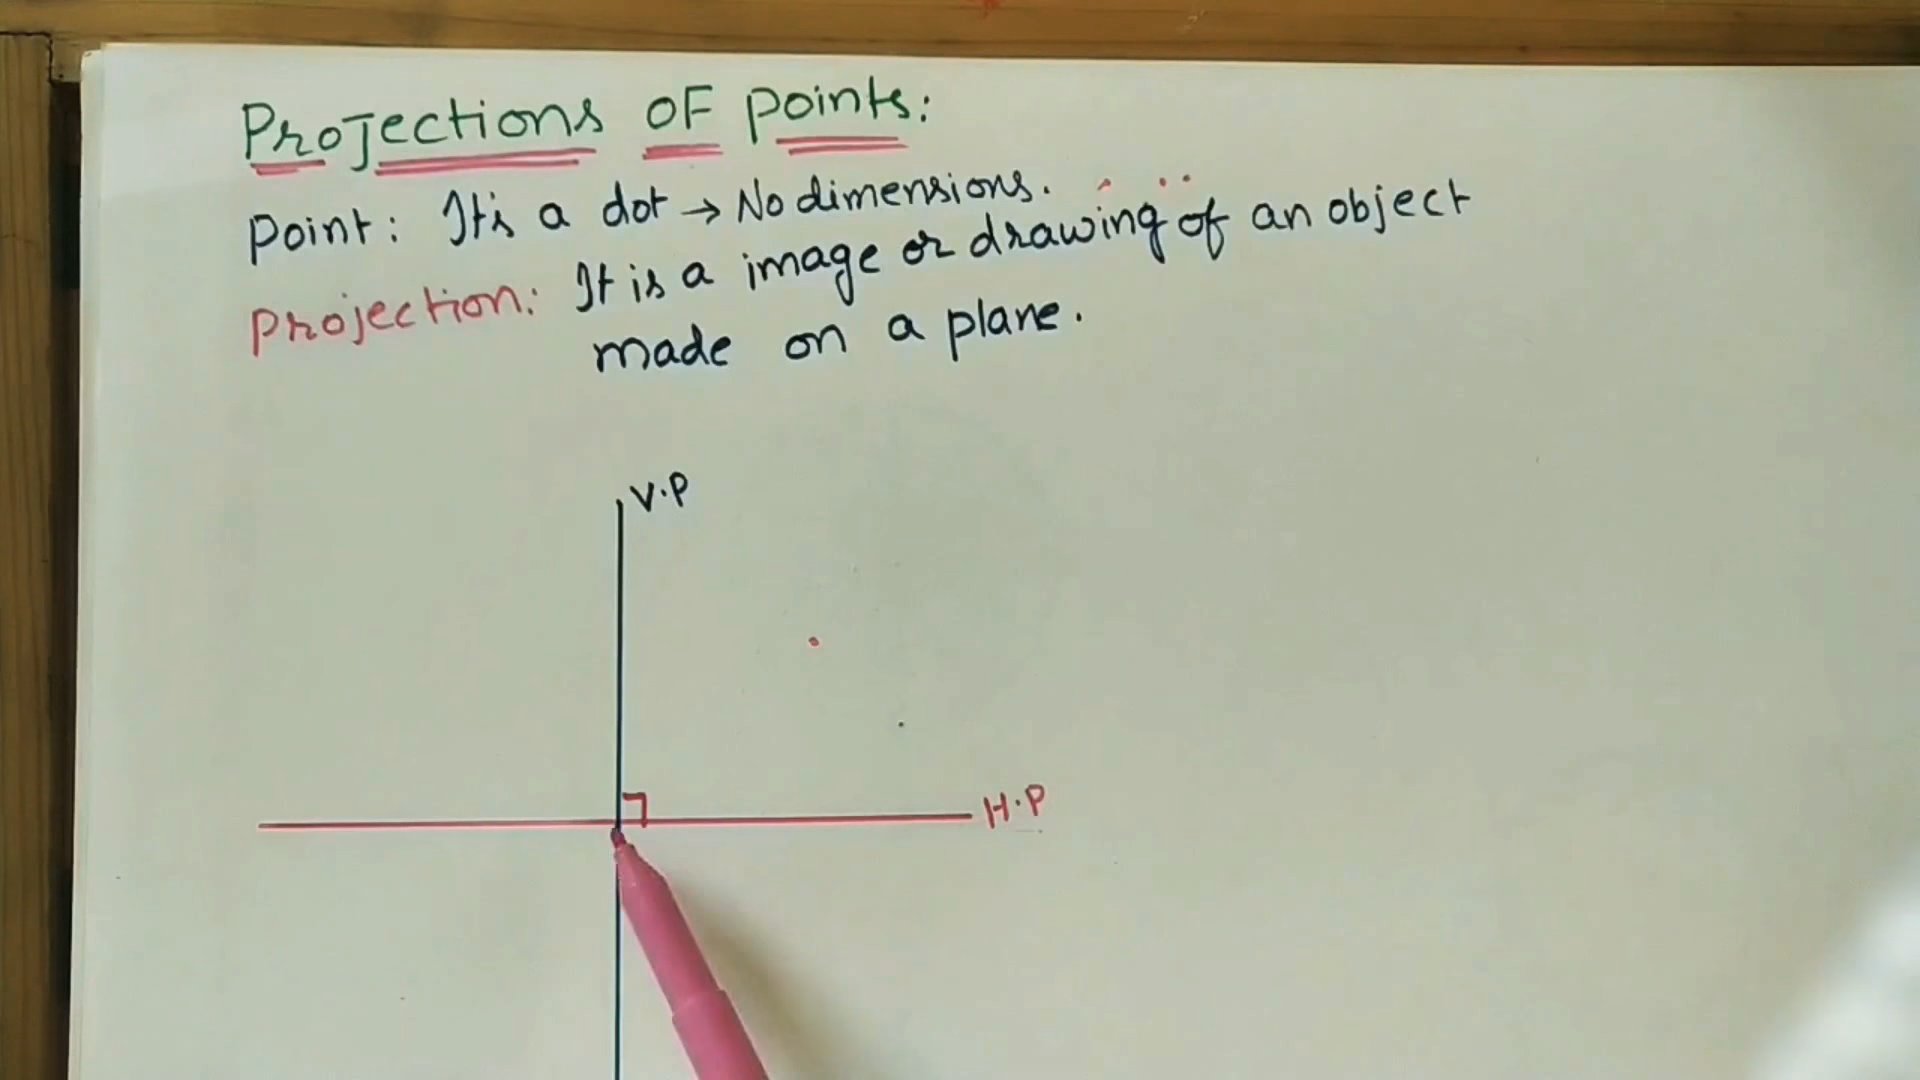 Projections of points:
Point: It's a dot → No dimensions.
Projection: It is a image or drawing of an object
made on a plane.
V.P
H.P